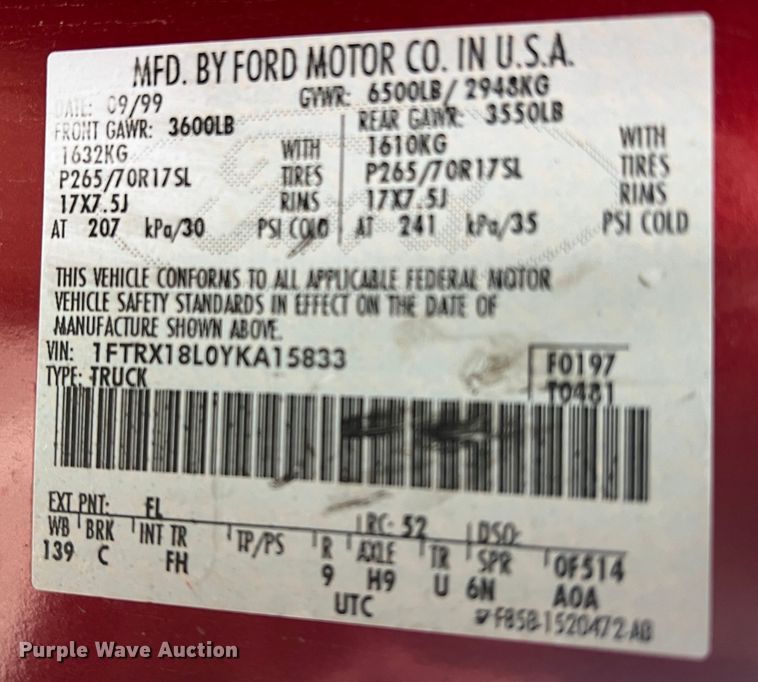 MFD. BY FORD MOTOR CO. IN U.S.A.
DATE: 09/99 GVWR: 6500LB/ 2948KG
FRONT GAWR: 3600LB REAR GAWR: 3550LB
1632KG WITH 1610KG WITH
P265/70R17SL TIRES P265/70R17SL TIRES
17X7.5J RIMS 17X7.5J RIMS
AT 207 kPa/30 PSI COLD AT 241 kPa/35 PSI COLD
THIS VEHICLE CONFORMS TO ALL APPLICABLE FEDERAL MOTOR
VEHICLE SAFETY STANDARDS IN EFFECT ON THE DATE OF
MANUFACTURE SHOWN ABOVE.
VIN: 1FTRX18L0YKA15833 F0197
TYPE: TRUCK T0481
EXT PNT: FL RC: 52 DSO:
WB BRK INT TR TP/PS R AXLE TR SPR 0F514
139 C FH 9 H9 U 6N A0A
UTC F85B-1520472-AB
Purple Wave Auction